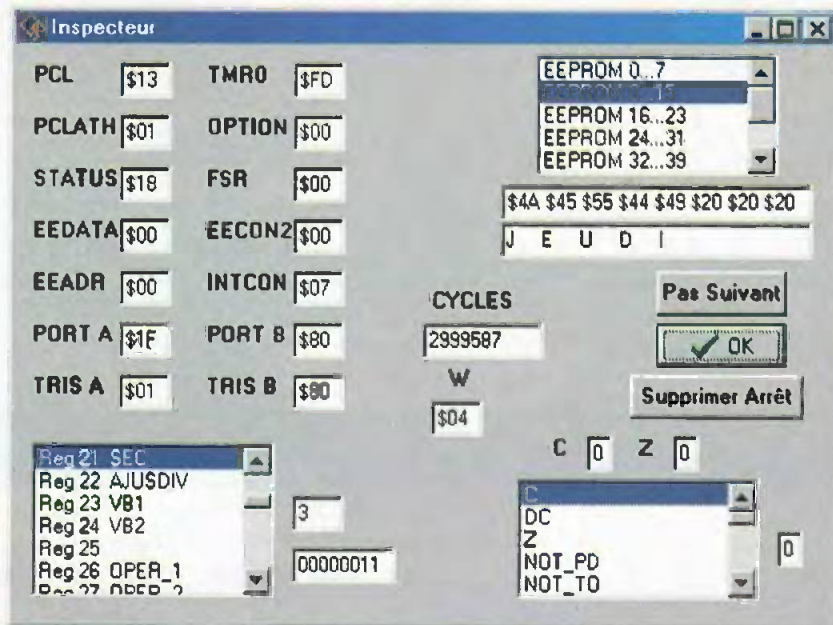 Inspecteur
PCL $13 TMR0 $FD
PCLATH $01 OPTION $00
STATUS $18 FSR $00
EEDATA $00 EECON2 $00
EEADR $00 INTCON $07
PORT A $1F PORT B $80
TRIS A $01 TRIS B $80
EEPROM 0...7
EEPROM 16...23
EEPROM 24...31
EEPROM 32...39
$4A $45 $55 $44 $49 $20 $20 $20
J E U D I
CYCLES
2999587
W
$04
Pas Suivant
OK
Supprimer Arrêt
C 0 Z 0
Reg 21 SEC
Reg 22 AJUSDIV
Reg 23 VB1
Reg 24 VB2
Reg 25
Reg 26 OPER_1
Reg 27 OPER_2
3
00000011
C
DC
Z
NOT_PD
NOT_TO
0